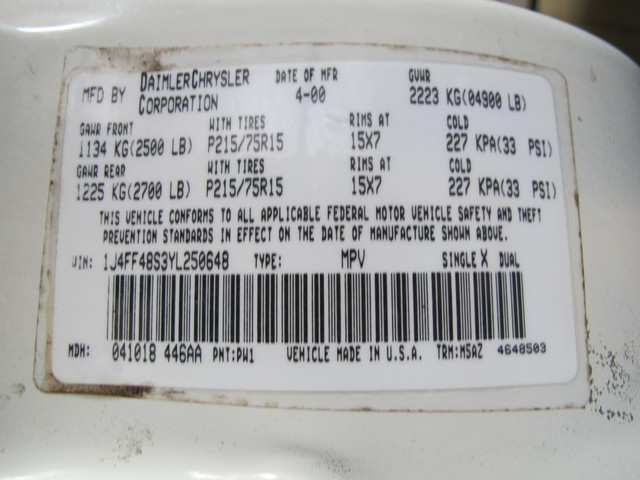 MFD BY DAIMLERCHRYSLER CORPORATION DATE OF MFR 4-00 GVWR 2223 KG(04900 LB)
GAWR FRONT WITH TIRES RIMS AT COLD
1134 KG(2500 LB) P215/75R15 15X7 227 KPA(33 PSI)
GAWR REAR WITH TIRES RIMS AT COLD
1225 KG(2700 LB) P215/75R15 15X7 227 KPA(33 PSI)
THIS VEHICLE CONFORMS TO ALL APPLICABLE FEDERAL MOTOR VEHICLE SAFETY AND THEFT
PREVENTION STANDARDS IN EFFECT ON THE DATE OF MANUFACTURE SHOWN ABOVE.
VIN: 1J4FF48S3YL250648 TYPE: MPV SINGLE X DUAL
MDH: 041018 446AA PNT:PW1 VEHICLE MADE IN U.S.A. TRM:M5AZ 4648503